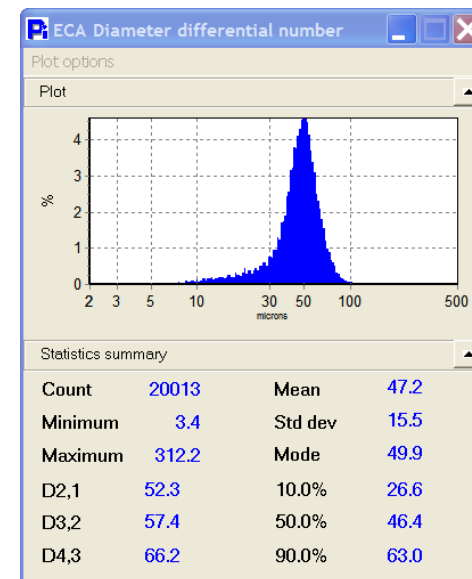 Pi ECA Diameter differential number
Plot options
Plot
4
3
2
1
0
%
2 3 5 10 30 50 100 500
microns
Statistics summary
Count 20013 Mean 47.2
Minimum 3.4 Std dev 15.5
Maximum 312.2 Mode 49.9
D2,1 52.3 10.0% 26.6
D3,2 57.4 50.0% 46.4
D4,3 66.2 90.0% 63.0